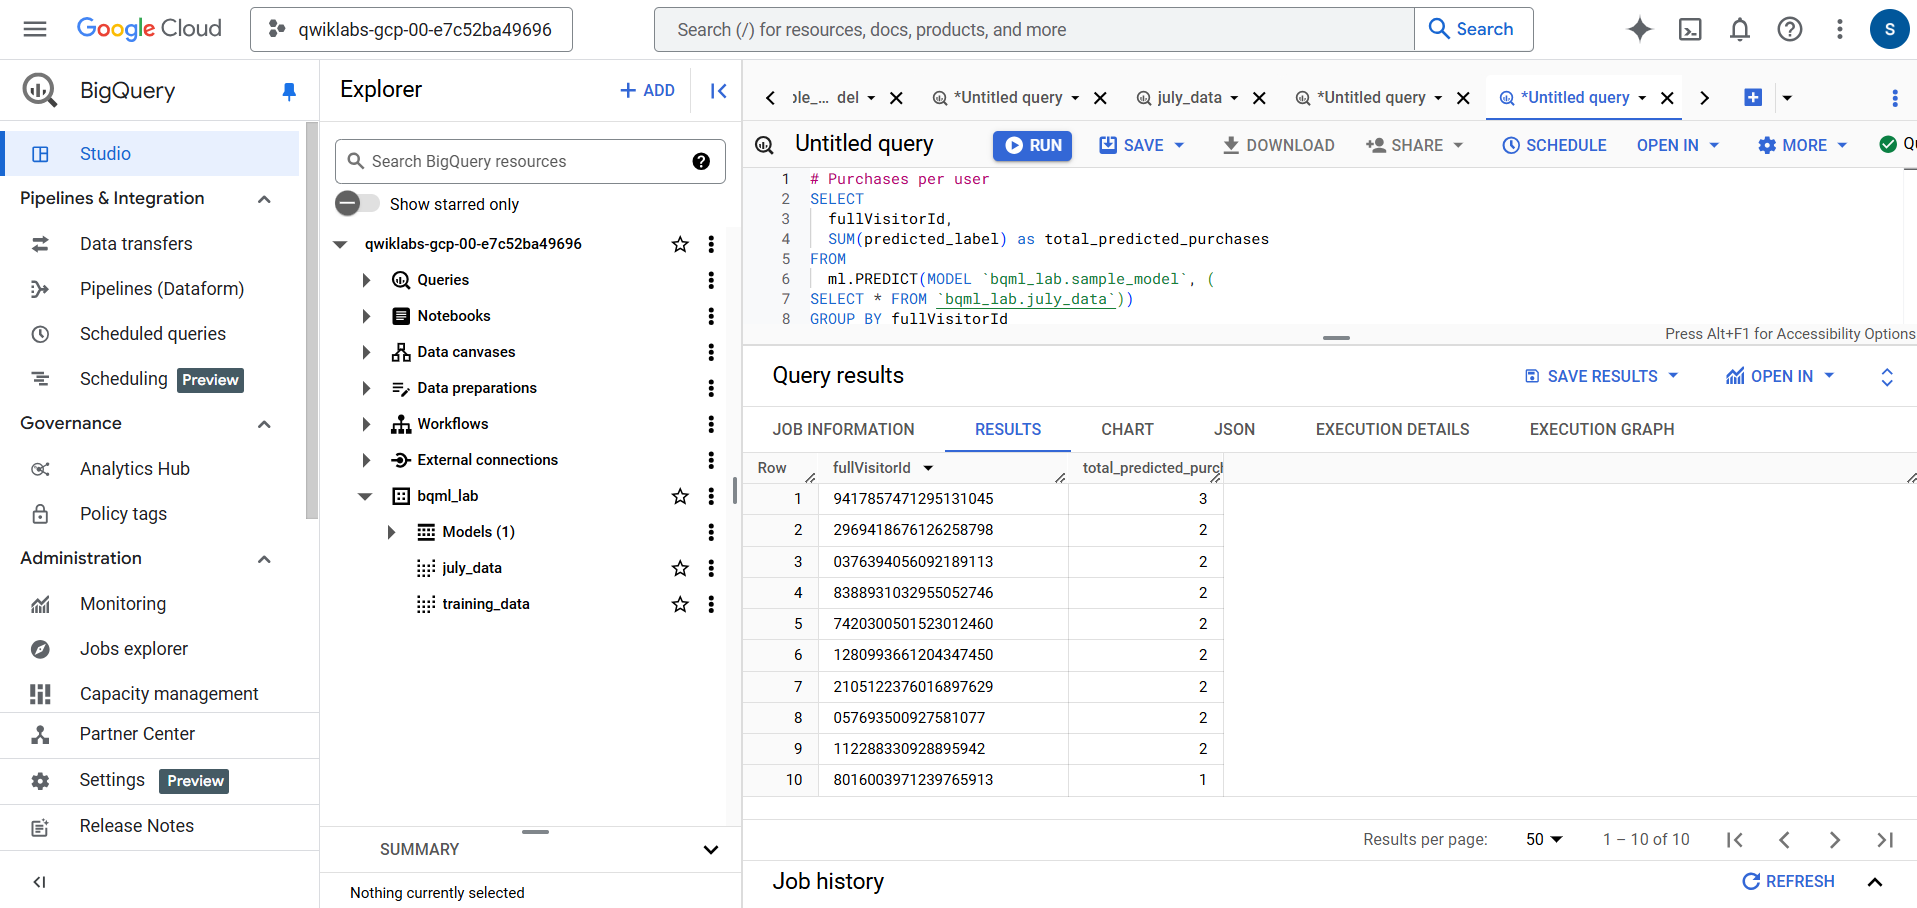 Google Cloud
qwiklabs-gcp-00-e7c52ba49696
Search (/) for resources, docs, products, and more
Search
S
BigQuery
Studio
Pipelines & Integration
Data transfers
Pipelines (Dataform)
Scheduled queries
Scheduling Preview
Governance
Analytics Hub
Policy tags
Administration
Monitoring
Jobs explorer
Capacity management
Partner Center
Settings Preview
Release Notes
Explorer
+ ADD
Search BigQuery resources
Show starred only
qwiklabs-gcp-00-e7c52ba49696
Queries
Notebooks
Data canvases
Data preparations
Workflows
External connections
bqml_lab
Models (1)
july_data
training_data
SUMMARY
Nothing currently selected
del *Untitled query july_data *Untitled query *Untitled query
Untitled query RUN SAVE DOWNLOAD SHARE SCHEDULE OPEN IN MORE
1 # Purchases per user
2 SELECT
3 fullVisitorId,
4 SUM(predicted_label) as total_predicted_purchases
5 FROM
6 ml.PREDICT(MODEL `bqml_lab.sample_model`, (
7 SELECT * FROM `bqml_lab.july_data`))
8 GROUP BY fullVisitorId
Press Alt+F1 for Accessibility Options
Query results SAVE RESULTS OPEN IN
JOB INFORMATION RESULTS CHART JSON EXECUTION DETAILS EXECUTION GRAPH
Row fullVisitorId total_predicted_purch
1 9417857471295131045 3
2 2969418676126258798 2
3 0376394056092189113 2
4 8388931032955052746 2
5 7420300501523012460 2
6 1280993661204347450 2
7 2105122376016897629 2
8 057693500927581077 2
9 112288330928895942 2
10 8016003971239765913 1
Results per page: 50 1 – 10 of 10
Job history REFRESH